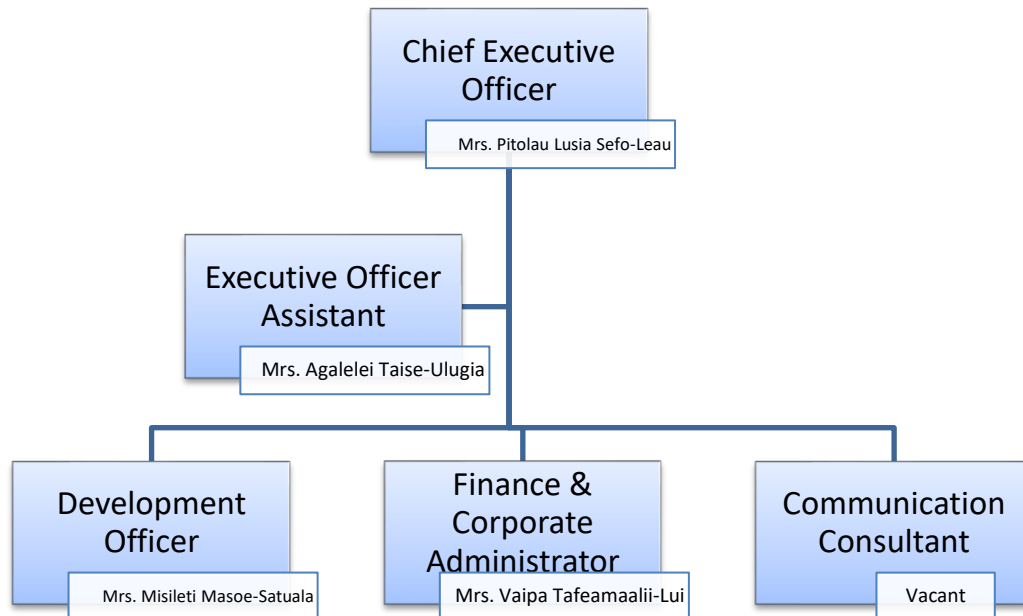 Chief Executive
Officer
Mrs. Pitolau Lusia Sefo-Leau
Executive Officer
Assistant
Mrs. Agalelei Taise-Ulugia
Development
Officer
Mrs. Misileti Masoe-Satuala
Finance &
Corporate
Administrator
Mrs. Vaipa Tafeamaalii-Lui
Communication
Consultant
Vacant